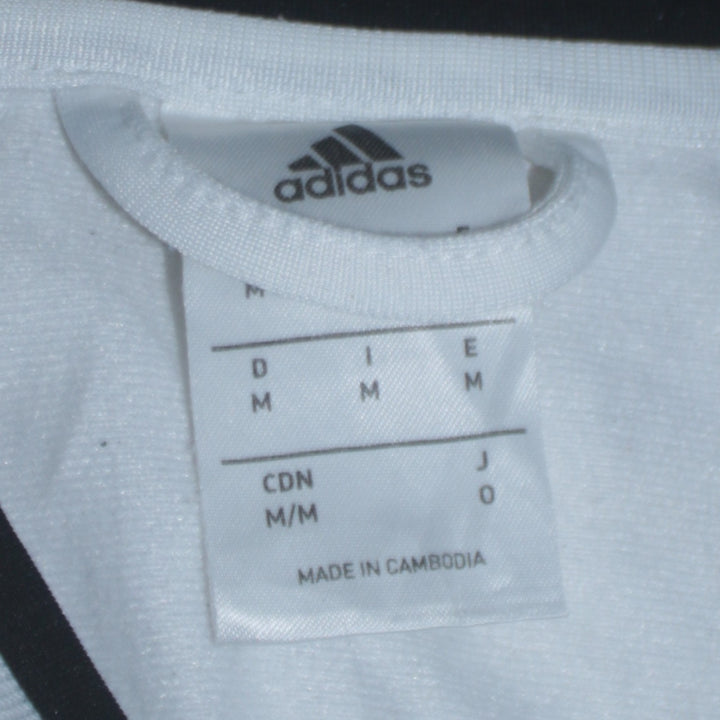 adidas
M
D I E
M M M
CDN J
M/M O
MADE IN CAMBODIA